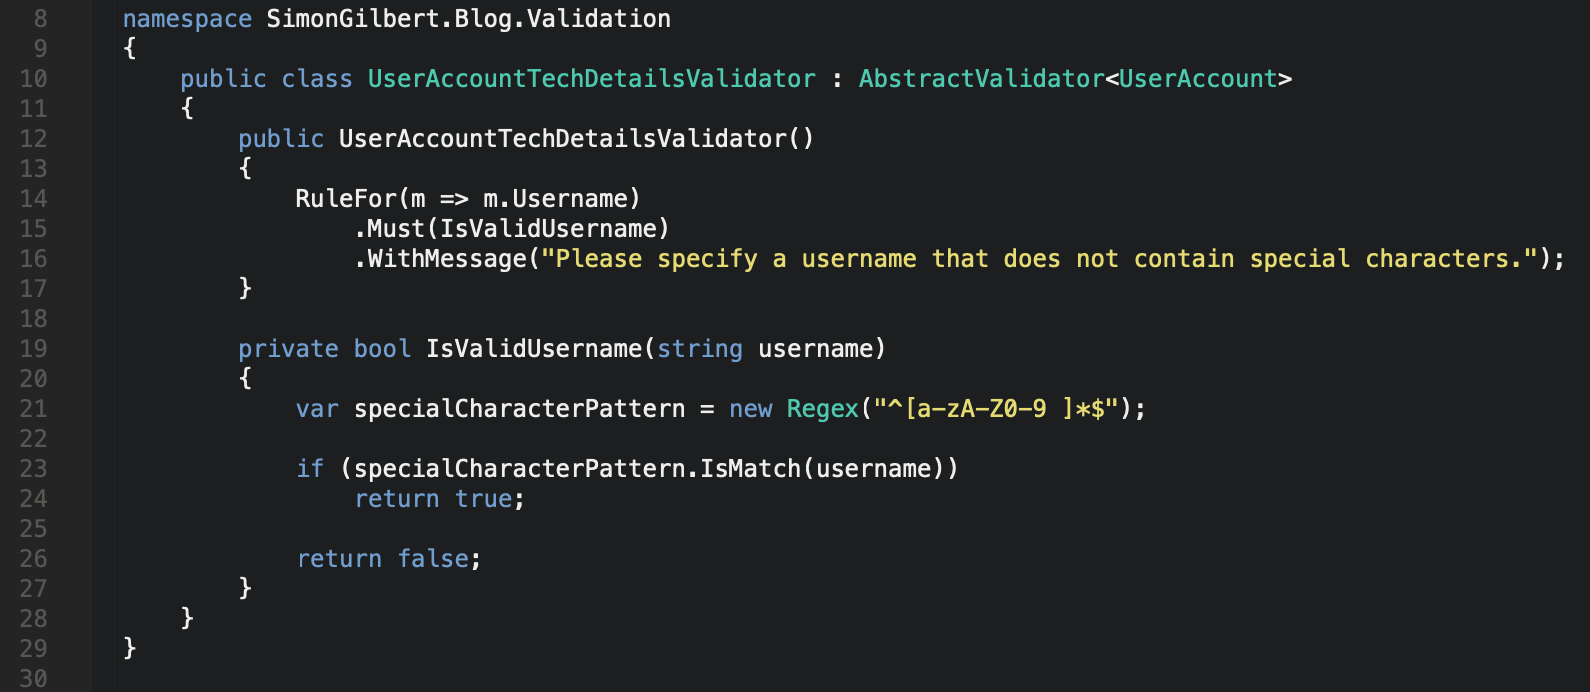 8 namespace SimonGilbert.Blog.Validation
9 {
10     public class UserAccountTechDetailsValidator : AbstractValidator<UserAccount>
11     {
12         public UserAccountTechDetailsValidator()
13         {
14             RuleFor(m => m.Username)
15                 .Must(IsValidUsername)
16                 .WithMessage("Please specify a username that does not contain special characters.");
17         }
18
19         private bool IsValidUsername(string username)
20         {
21             var specialCharacterPattern = new Regex("^[a-zA-Z0-9 ]*$");
22
23             if (specialCharacterPattern.IsMatch(username))
24                 return true;
25
26             return false;
27         }
28     }
29 }
30